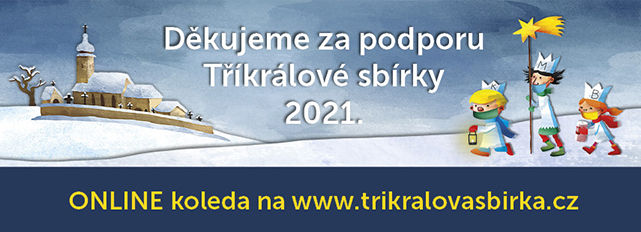 Děkujeme za podporu
Tříkrálové sbírky
2021.
K M B
ONLINE koleda na www.trikralovasbirka.cz